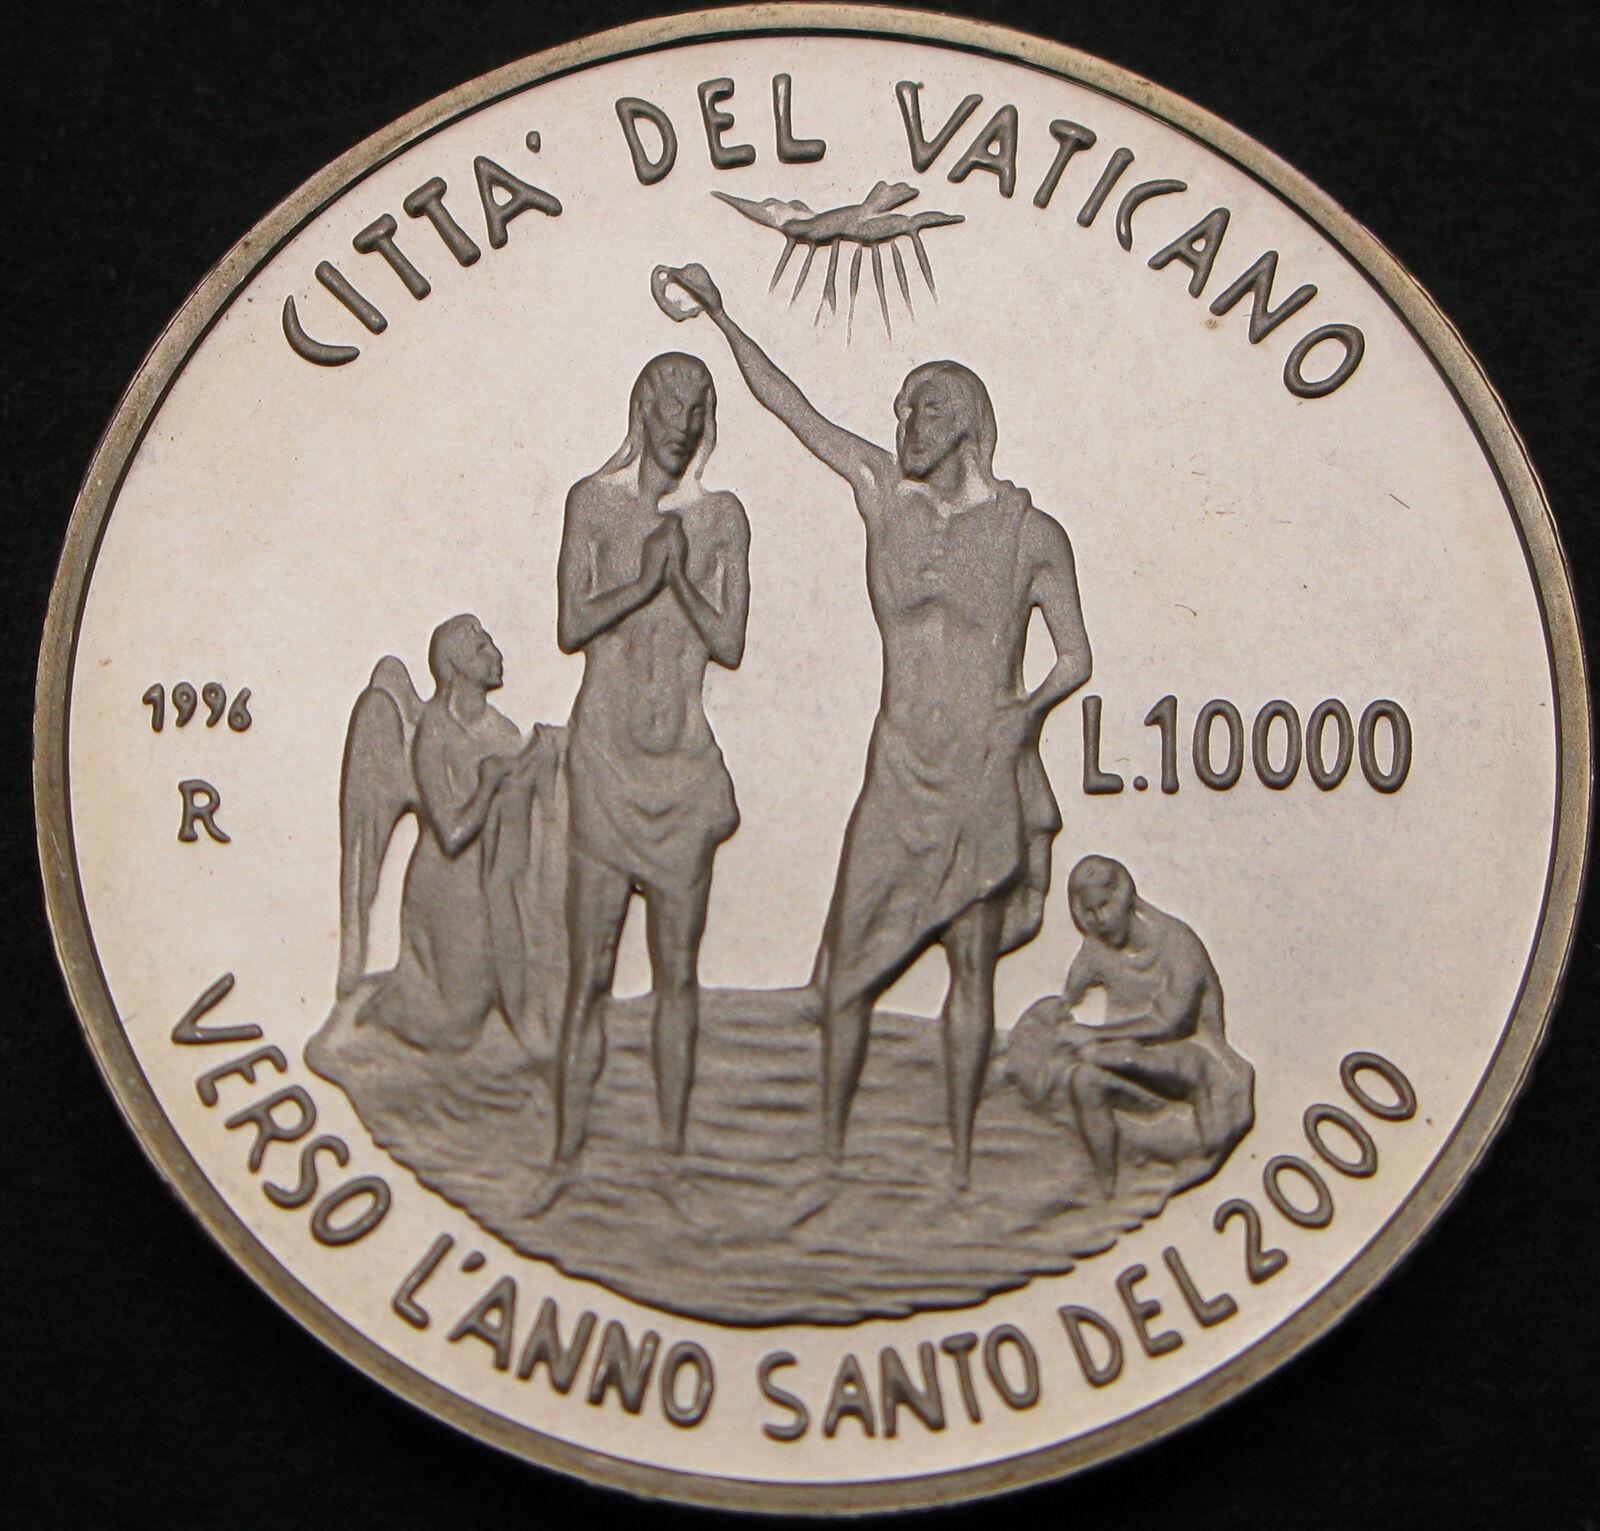 CITTA' DEL VATICANO
1996
R
L.10000
VERSO L'ANNO SANTO DEL 2000